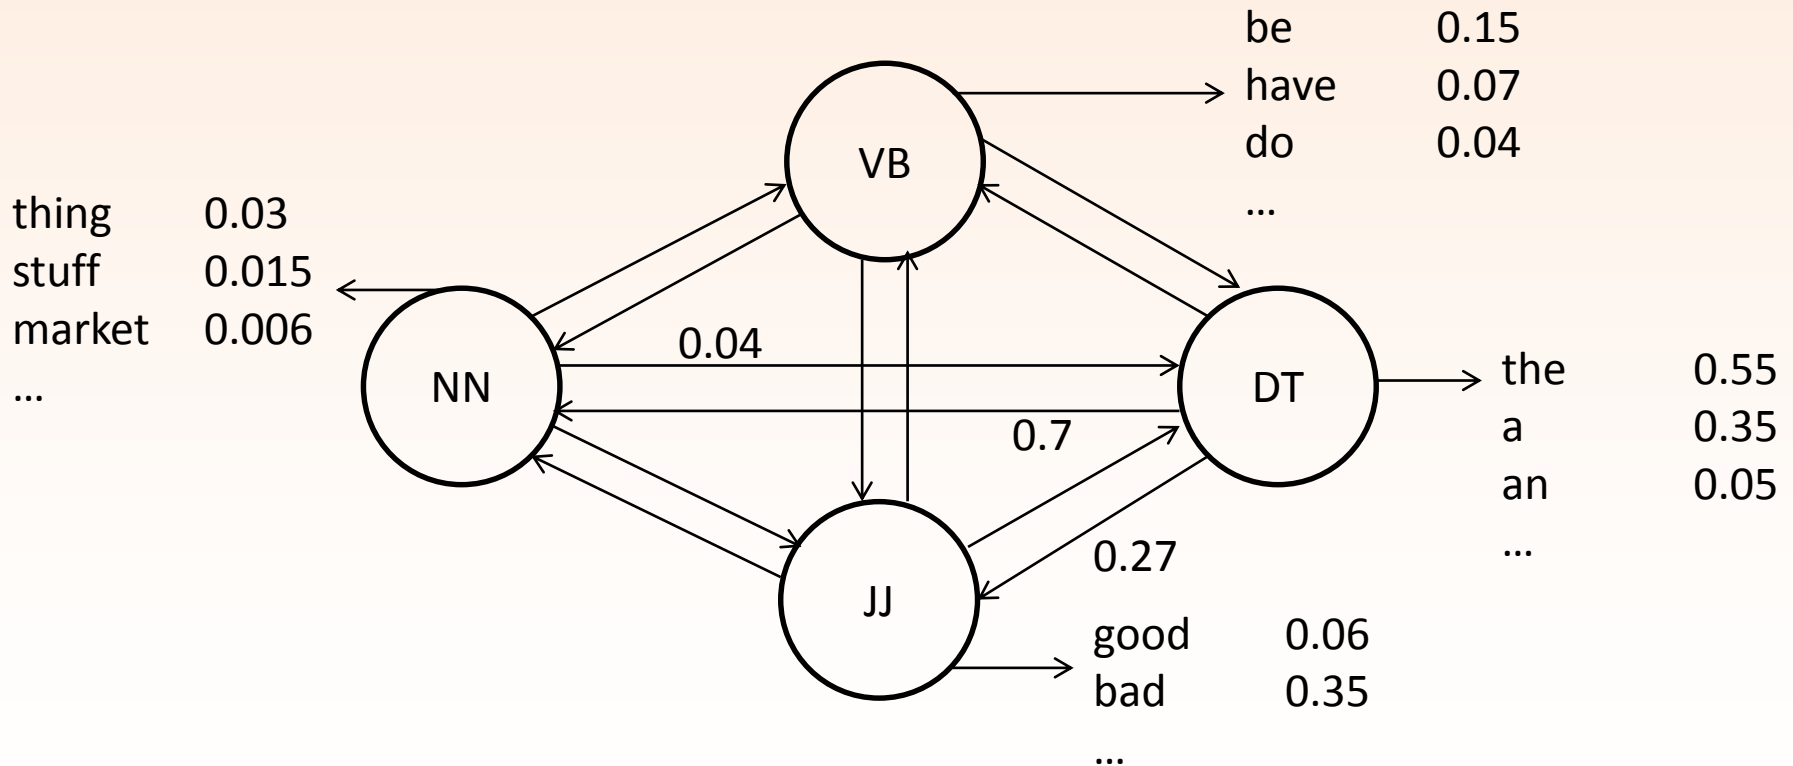 be 0.15
have 0.07
do 0.04
...
VB
thing 0.03
stuff 0.015
market 0.006
...
0.04
NN
DT
0.7
the 0.55
a 0.35
an 0.05
...
0.27
JJ
good 0.06
bad 0.35
...